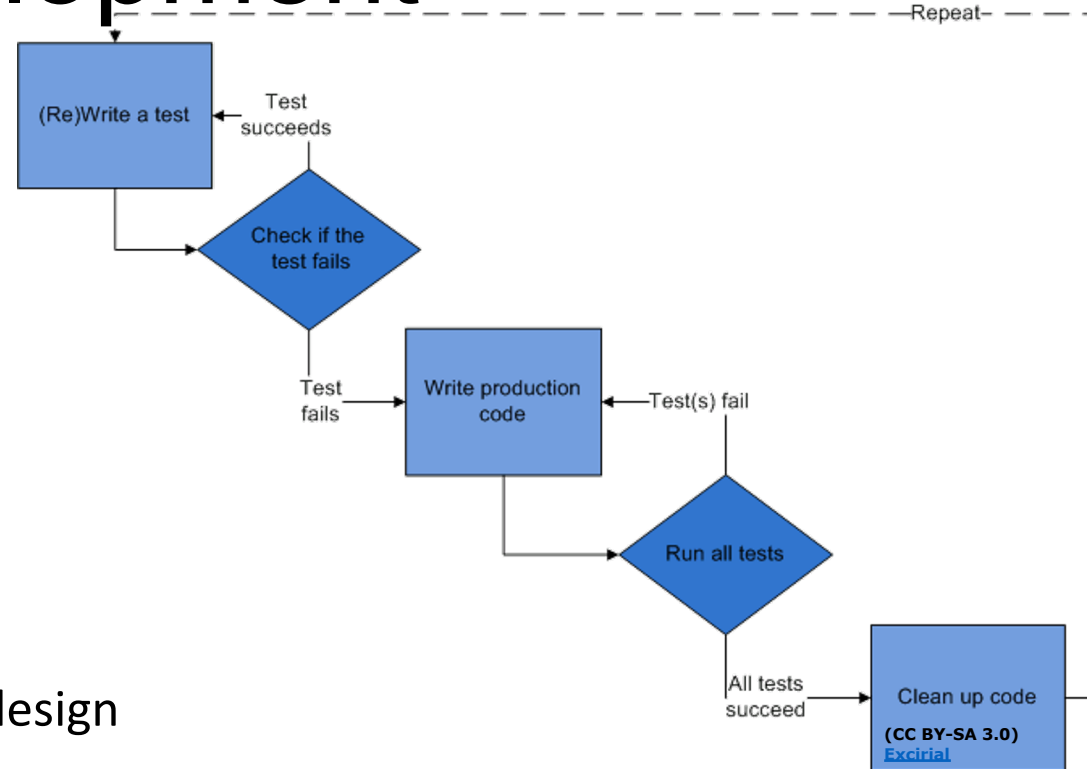 lopment
Repeat
(Re)Write a test
Test
succeeds
Check if the
test fails
Test
fails
Write production
code
Test(s) fail
Run all tests
All tests
succeed
Clean up code
(CC BY-SA 3.0)
Excirial
design